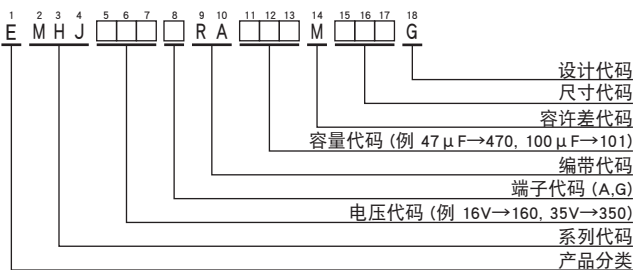 1 2 3 4 5 6 7 8 9 10 11 12 13 14 15 16 17 18
E MHJ □□□ □ RA □□□ M □□□ G
设计代码
尺寸代码
容许差代码
容量代码 (例 47μF→470, 100μF→101)
编带代码
端子代码 (A,G)
电压代码 (例 16V→160, 35V→350)
系列代码
产品分类